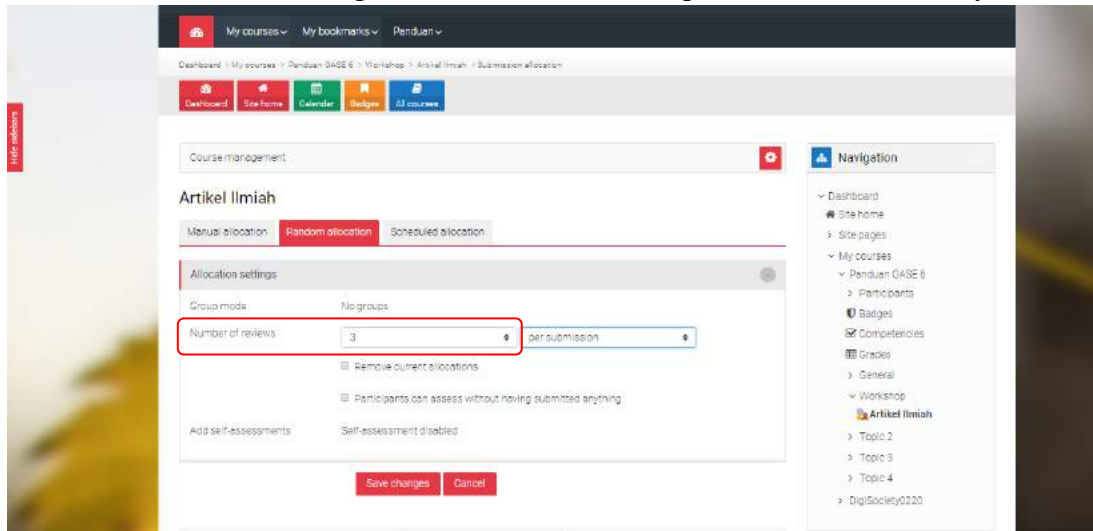 My courses My bookmarks Panduan
Dashboard > My courses > Panduan OASE 6 > Workshop > Artikel Ilmiah > Submission allocation
Dashboard Site home Calendar Badges All courses
Hide sidebars
Course management
Artikel Ilmiah
Manual allocation Random allocation Scheduled allocation
Allocation settings
Group mode No groups
Number of reviews 3 per submission
Remove current allocations
Participants can assess without having submitted anything
Add self-assessments Self-assessment disabled
Save changes Cancel
Navigation
Dashboard
Site home
Site pages
My courses
Panduan OASE 6
Participants
Badges
Competencies
Grades
General
Workshop
Artikel Ilmiah
Topic 2
Topic 3
Topic 4
DigiSociety0220